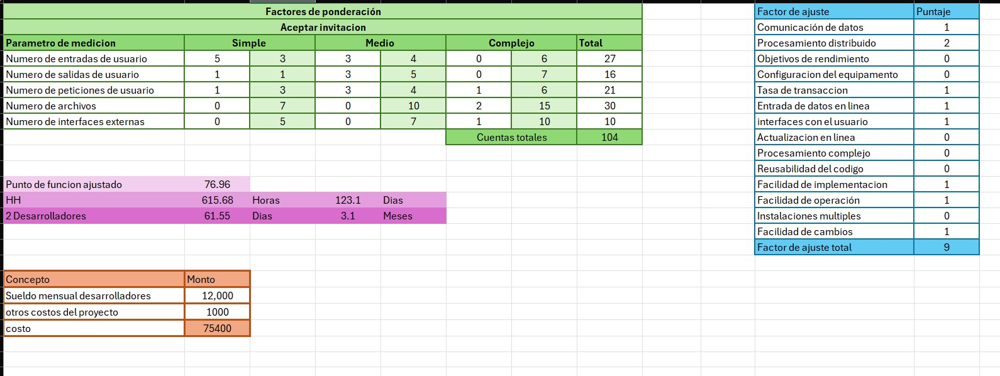 Factores de ponderación
Aceptar invitacion
Parametro de medicion Simple Medio Complejo Total
Numero de entradas de usuario 5 3 3 4 0 6 27
Numero de salidas de usuario 1 1 3 5 0 7 16
Numero de peticiones de usuario 1 3 3 4 1 6 21
Numero de archivos 0 7 0 10 2 15 30
Numero de interfaces externas 0 5 0 7 1 10 10
Cuentas totales 104
Punto de funcion ajustado 76.96
HH 615.68 Horas 123.1 Dias
2 Desarrolladores 61.55 Dias 3.1 Meses
Concepto Monto
Sueldo mensual desarrolladores 12,000
otros costos del proyecto 1000
costo 75400
Factor de ajuste Puntaje
Comunicación de datos 1
Procesamiento distribuido 2
Objetivos de rendimiento 0
Configuracion del equipamento 0
Tasa de transaccion 1
Entrada de datos en linea 1
interfaces con el usuario 1
Actualizacion en linea 0
Procesamiento complejo 0
Reusabilidad del codigo 0
Facilidad de implementacion 1
Facilidad de operación 1
Instalaciones multiples 0
Facilidad de cambios 1
Factor de ajuste total 9